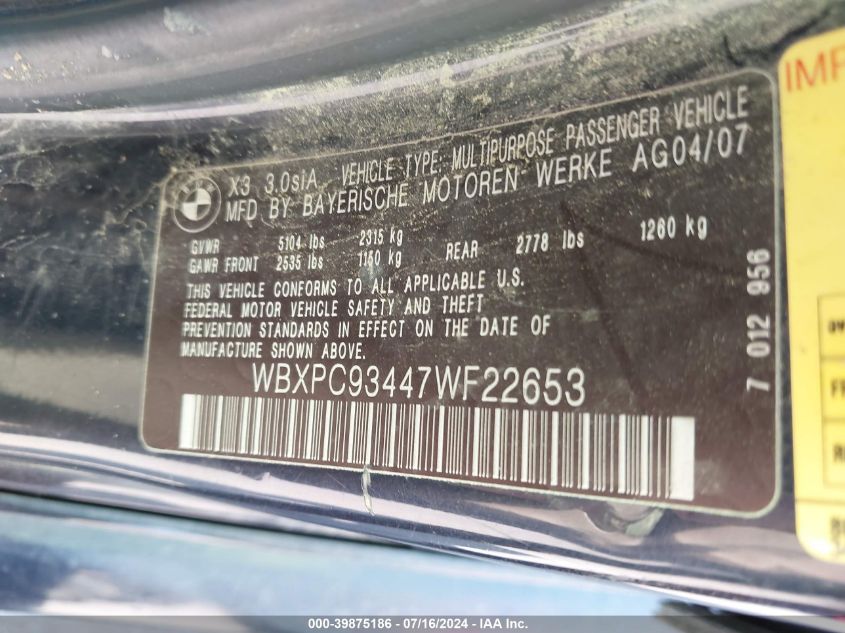 BMW
X3 3.0siA VEHICLE TYPE: MULTIPURPOSE PASSENGER VEHICLE
MFD BY BAYERISCHE MOTOREN WERKE AG04/07
GVWR 5104 lbs 2315 kg
GAWR FRONT 2535 lbs 1150 kg REAR 2778 lbs 1260 kg
THIS VEHICLE CONFORMS TO ALL APPLICABLE U.S.
FEDERAL MOTOR VEHICLE SAFETY AND THEFT
PREVENTION STANDARDS IN EFFECT ON THE DATE OF
MANUFACTURE SHOWN ABOVE.
WBXPC93447WF22653
7 012 956
IMP
000-39875186 - 07/16/2024 - IAA Inc.